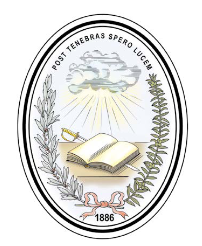 POST TENEBRAS SPERO LUCEM
1886